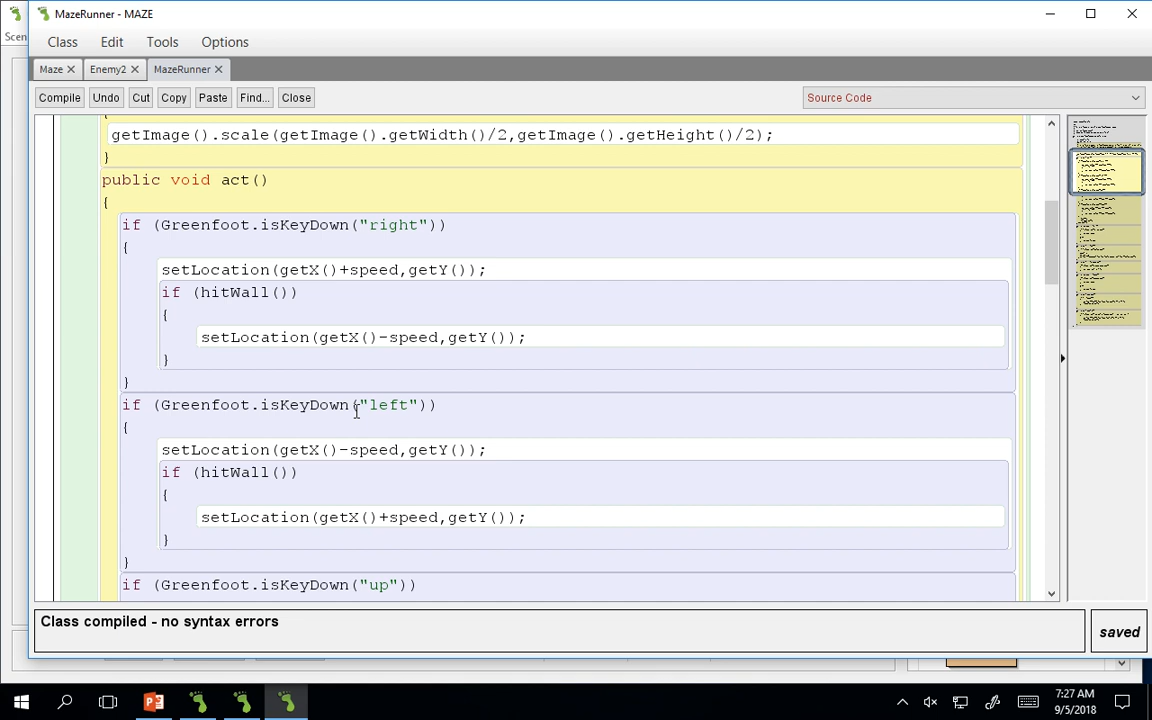 MazeRunner - MAZE
Scen
Class Edit Tools Options
Maze Enemy2 MazeRunner
Compile Undo Cut Copy Paste Find... Close Source Code
{
getImage().scale(getImage().getWidth()/2,getImage().getHeight()/2);
}
public void act()
{
if (Greenfoot.isKeyDown("right"))
{
setLocation(getX()+speed,getY());
if (hitWall())
{
setLocation(getX()-speed,getY());
}
}
if (Greenfoot.isKeyDown("left"))
{
setLocation(getX()-speed,getY());
if (hitWall())
{
setLocation(getX()+speed,getY());
}
}
if (Greenfoot.isKeyDown("up"))
Class compiled - no syntax errors
saved
7:27 AM
9/5/2018